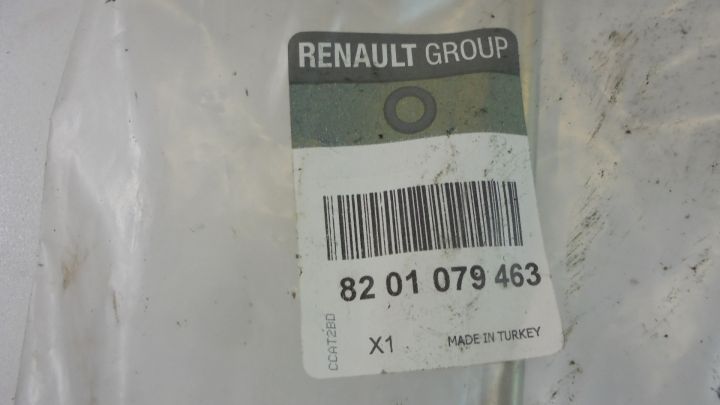 RENAULT GROUP
82 01 079 463
CCAT2BD
X1
MADE IN TURKEY